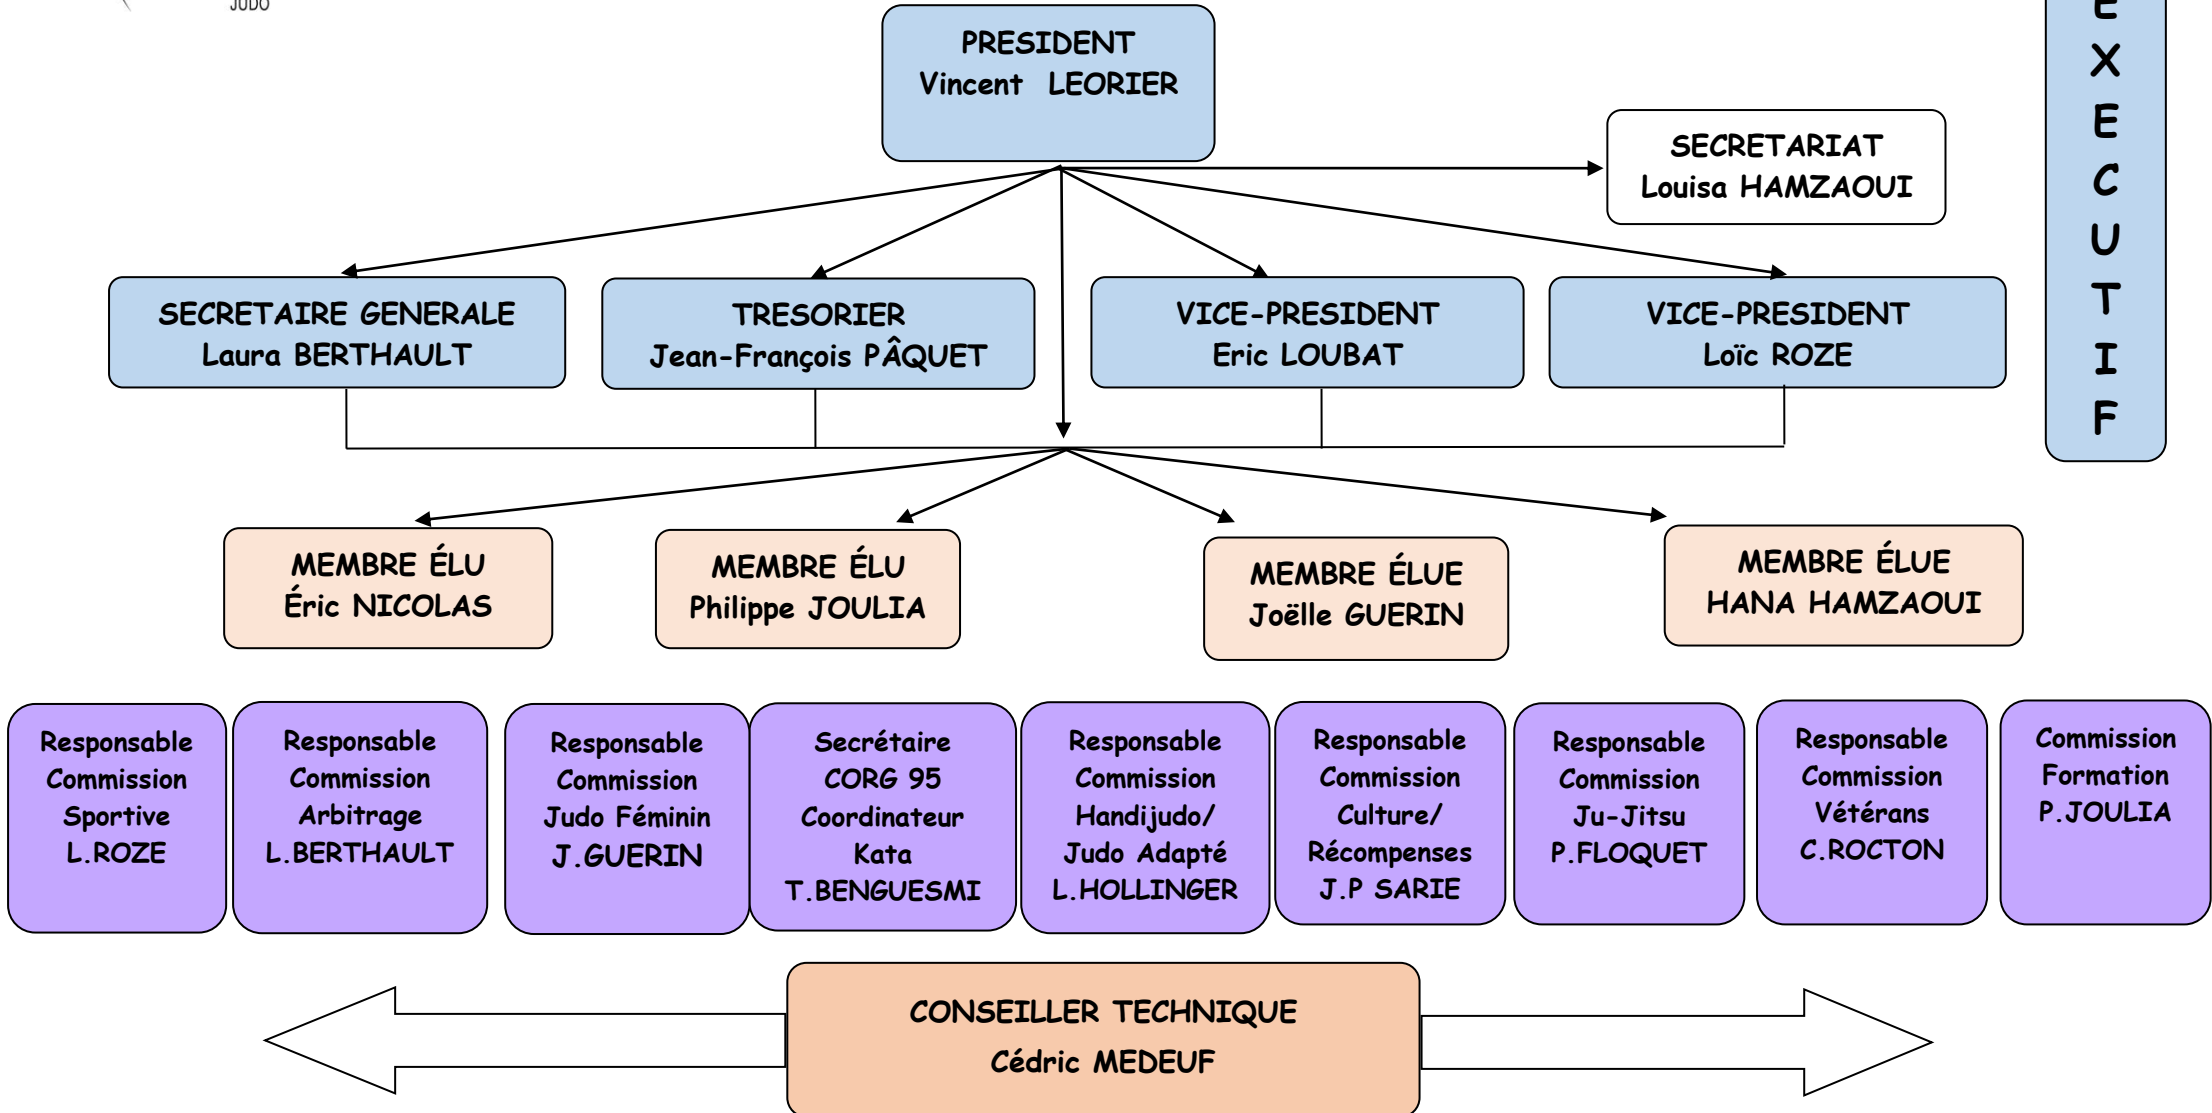 JUDO
PRESIDENT
Vincent LEORIER
SECRETARIAT
Louisa HAMZAOUI
E
X
E
C
U
T
I
F
SECRETAIRE GENERALE
Laura BERTHAULT
TRESORIER
Jean-François PÂQUET
VICE-PRESIDENT
Eric LOUBAT
VICE-PRESIDENT
Loïc ROZE
MEMBRE ÉLU
Éric NICOLAS
MEMBRE ÉLU
Philippe JOULIA
MEMBRE ÉLUE
Joëlle GUERIN
MEMBRE ÉLUE
HANA HAMZAOUI
Responsable
Commission
Sportive
L.ROZE
Responsable
Commission
Arbitrage
L.BERTHAULT
Responsable
Commission
Judo Féminin
J.GUERIN
Secrétaire
CORG 95
Coordinateur
Kata
T.BENGUESMI
Responsable
Commission
Handijudo/
Judo Adapté
L.HOLLINGER
Responsable
Commission
Culture/
Récompenses
J.P SARIE
Responsable
Commission
Ju-Jitsu
P.FLOQUET
Responsable
Commission
Vétérans
C.ROCTON
Commission
Formation
P.JOULIA
CONSEILLER TECHNIQUE
Cédric MEDEUF